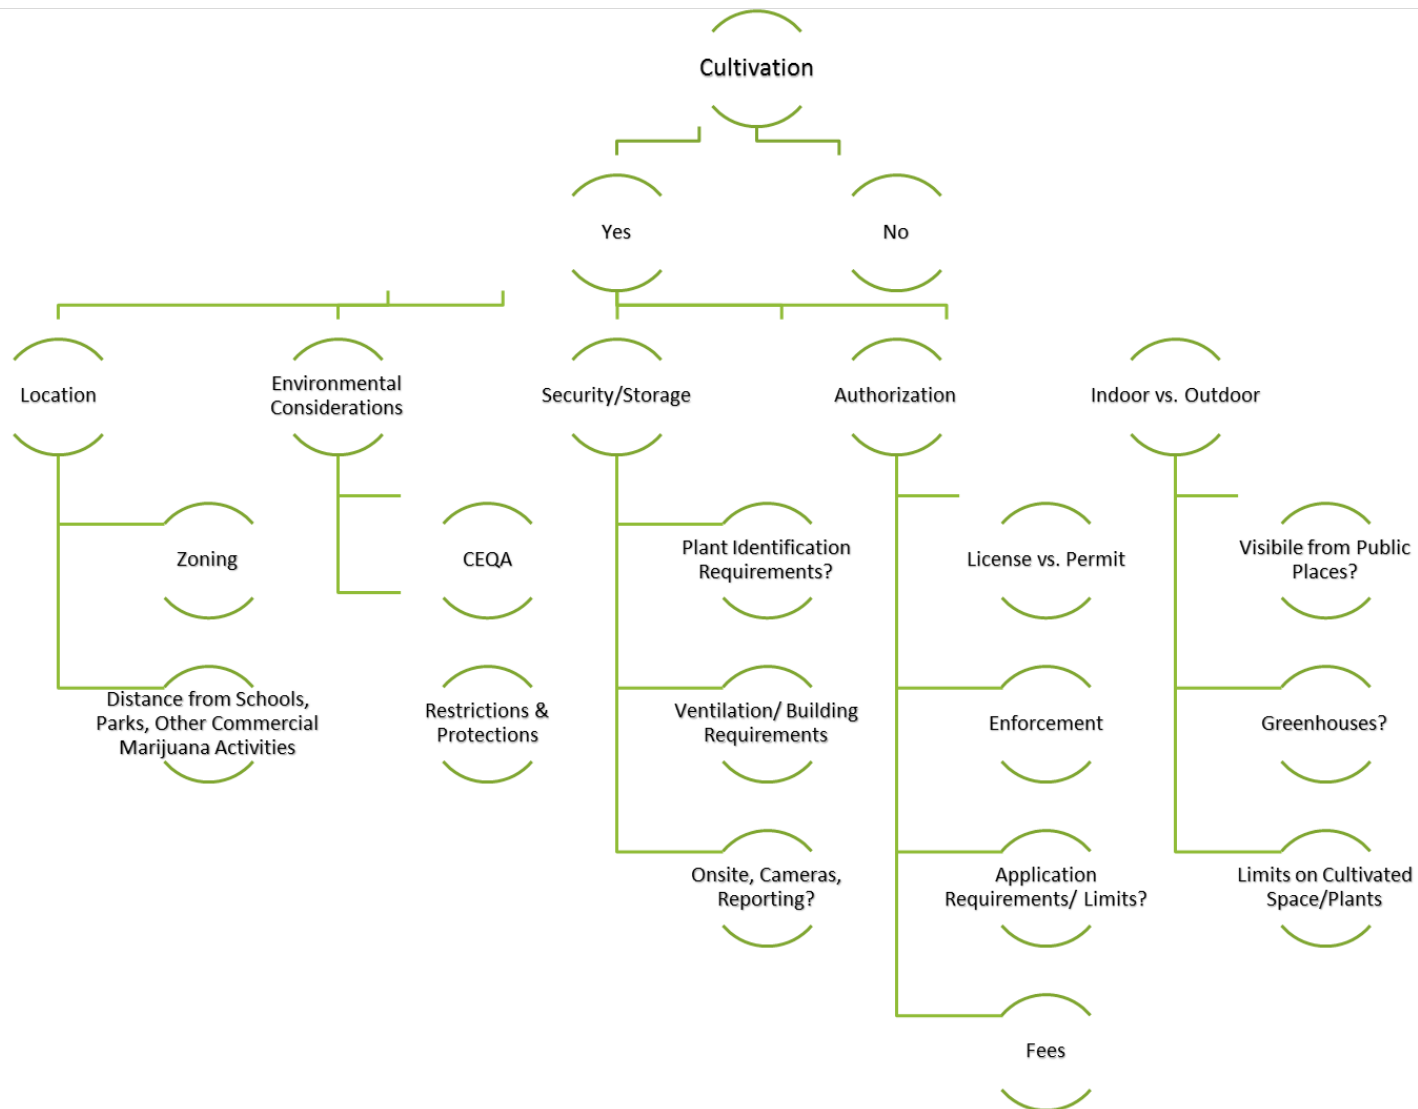 Cultivation
Yes
No
Location
Environmental
Considerations
Security/Storage
Authorization
Indoor vs. Outdoor
Zoning
CEQA
Plant Identification
Requirements?
License vs. Permit
Visibile from Public
Places?
Distance from Schools,
Parks, Other Commercial
Marijuana Activities
Restrictions &
Protections
Ventilation/ Building
Requirements
Enforcement
Greenhouses?
Onsite, Cameras,
Reporting?
Application
Requirements/ Limits?
Limits on Cultivated
Space/Plants
Fees